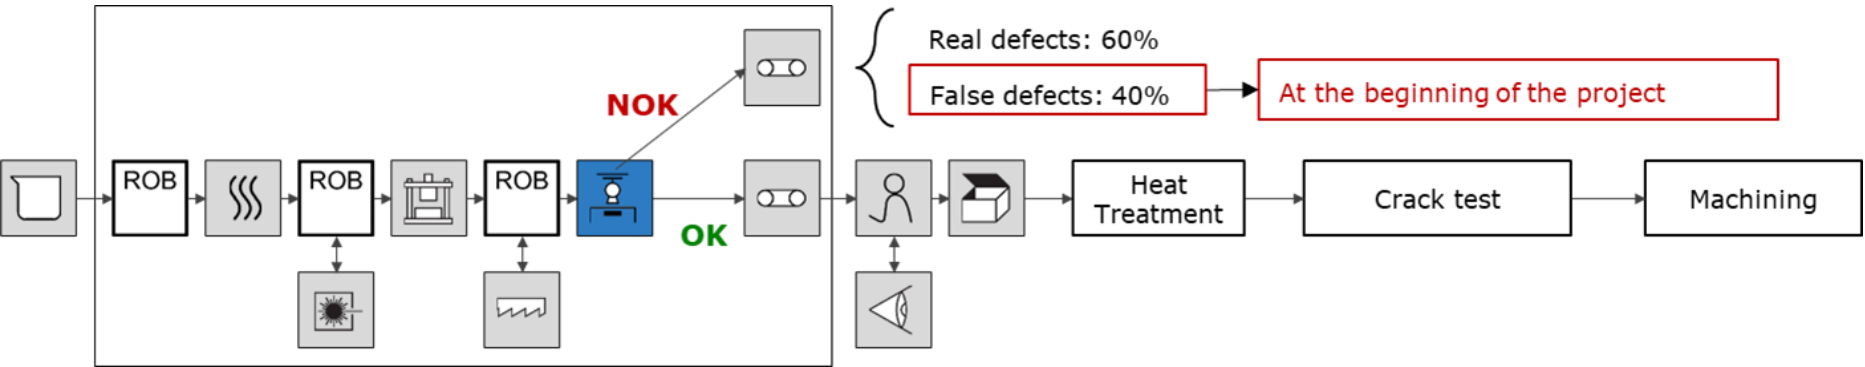 Real defects: 60%
False defects: 40%
At the beginning of the project
NOK
ROB
ROB
ROB
OK
Heat
Treatment
Crack test
Machining